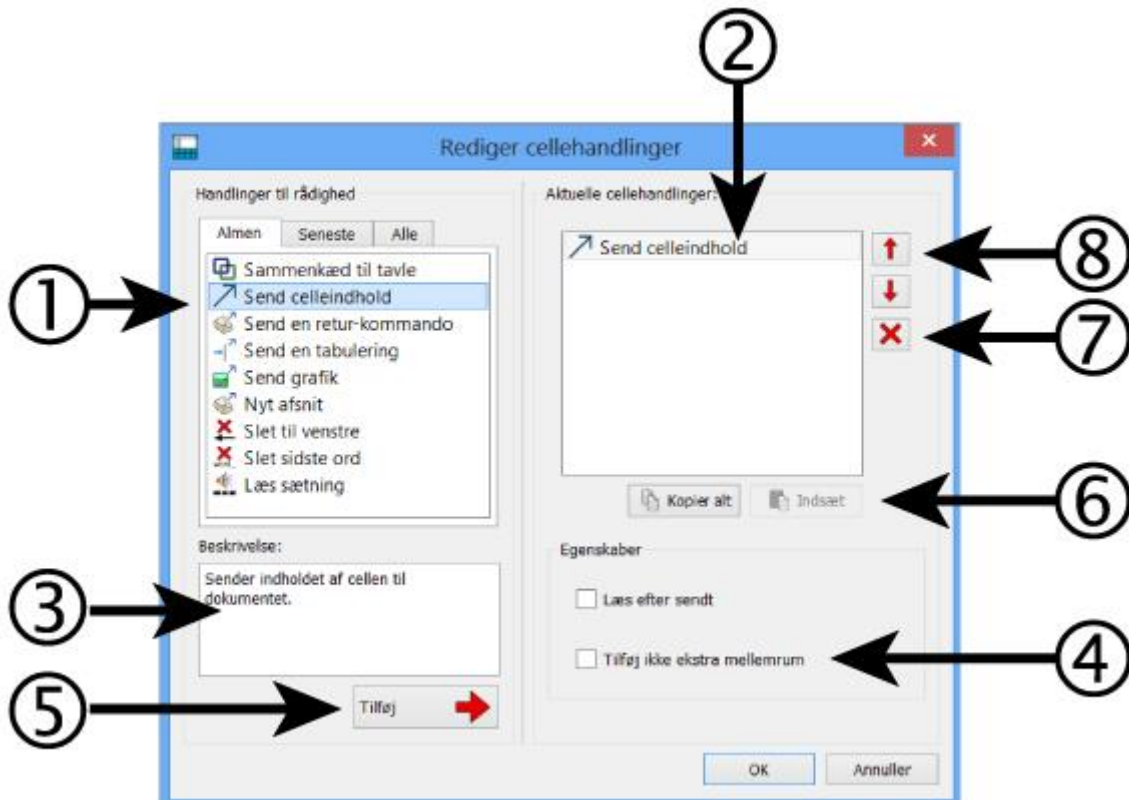 ②
Rediger cellehandlinger
Handlinger til rådighed
Almen Seneste Alle
Sammenkæd til tavle
Send celleindhold
Send en retur-kommando
Send en tabulering
Send grafik
Nyt afsnit
Slet til venstre
Slet sidste ord
Læs sætning
①
Beskrivelse:
Sender indholdet af cellen til
dokumentet.
③
Tilføj
⑤
Aktuelle cellehandlinger:
Send celleindhold
⑧
⑦
Kopier alt Indsæt
⑥
Egenskaber
Læs efter sendt
Tilføj ikke ekstra mellemrum
④
OK Annuller